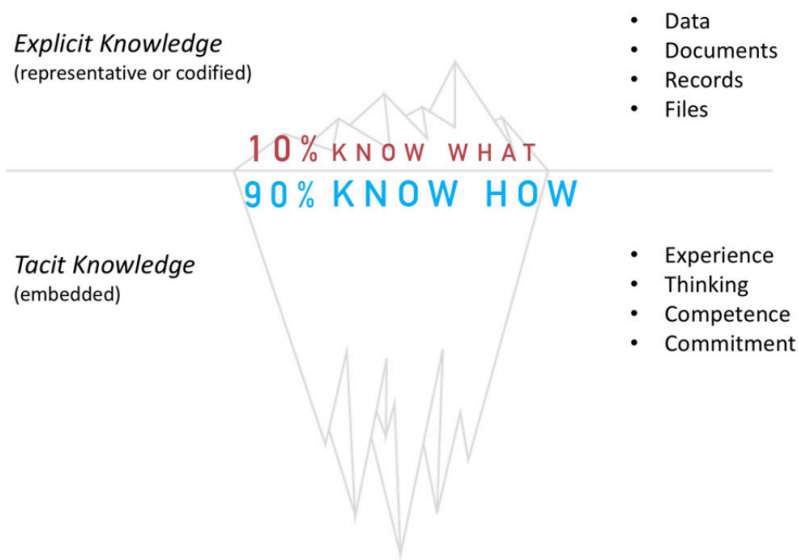 Explicit Knowledge
(representative or codified)
• Data
• Documents
• Records
• Files
10% KNOW WHAT
90% KNOW HOW
Tacit Knowledge
(embedded)
• Experience
• Thinking
• Competence
• Commitment